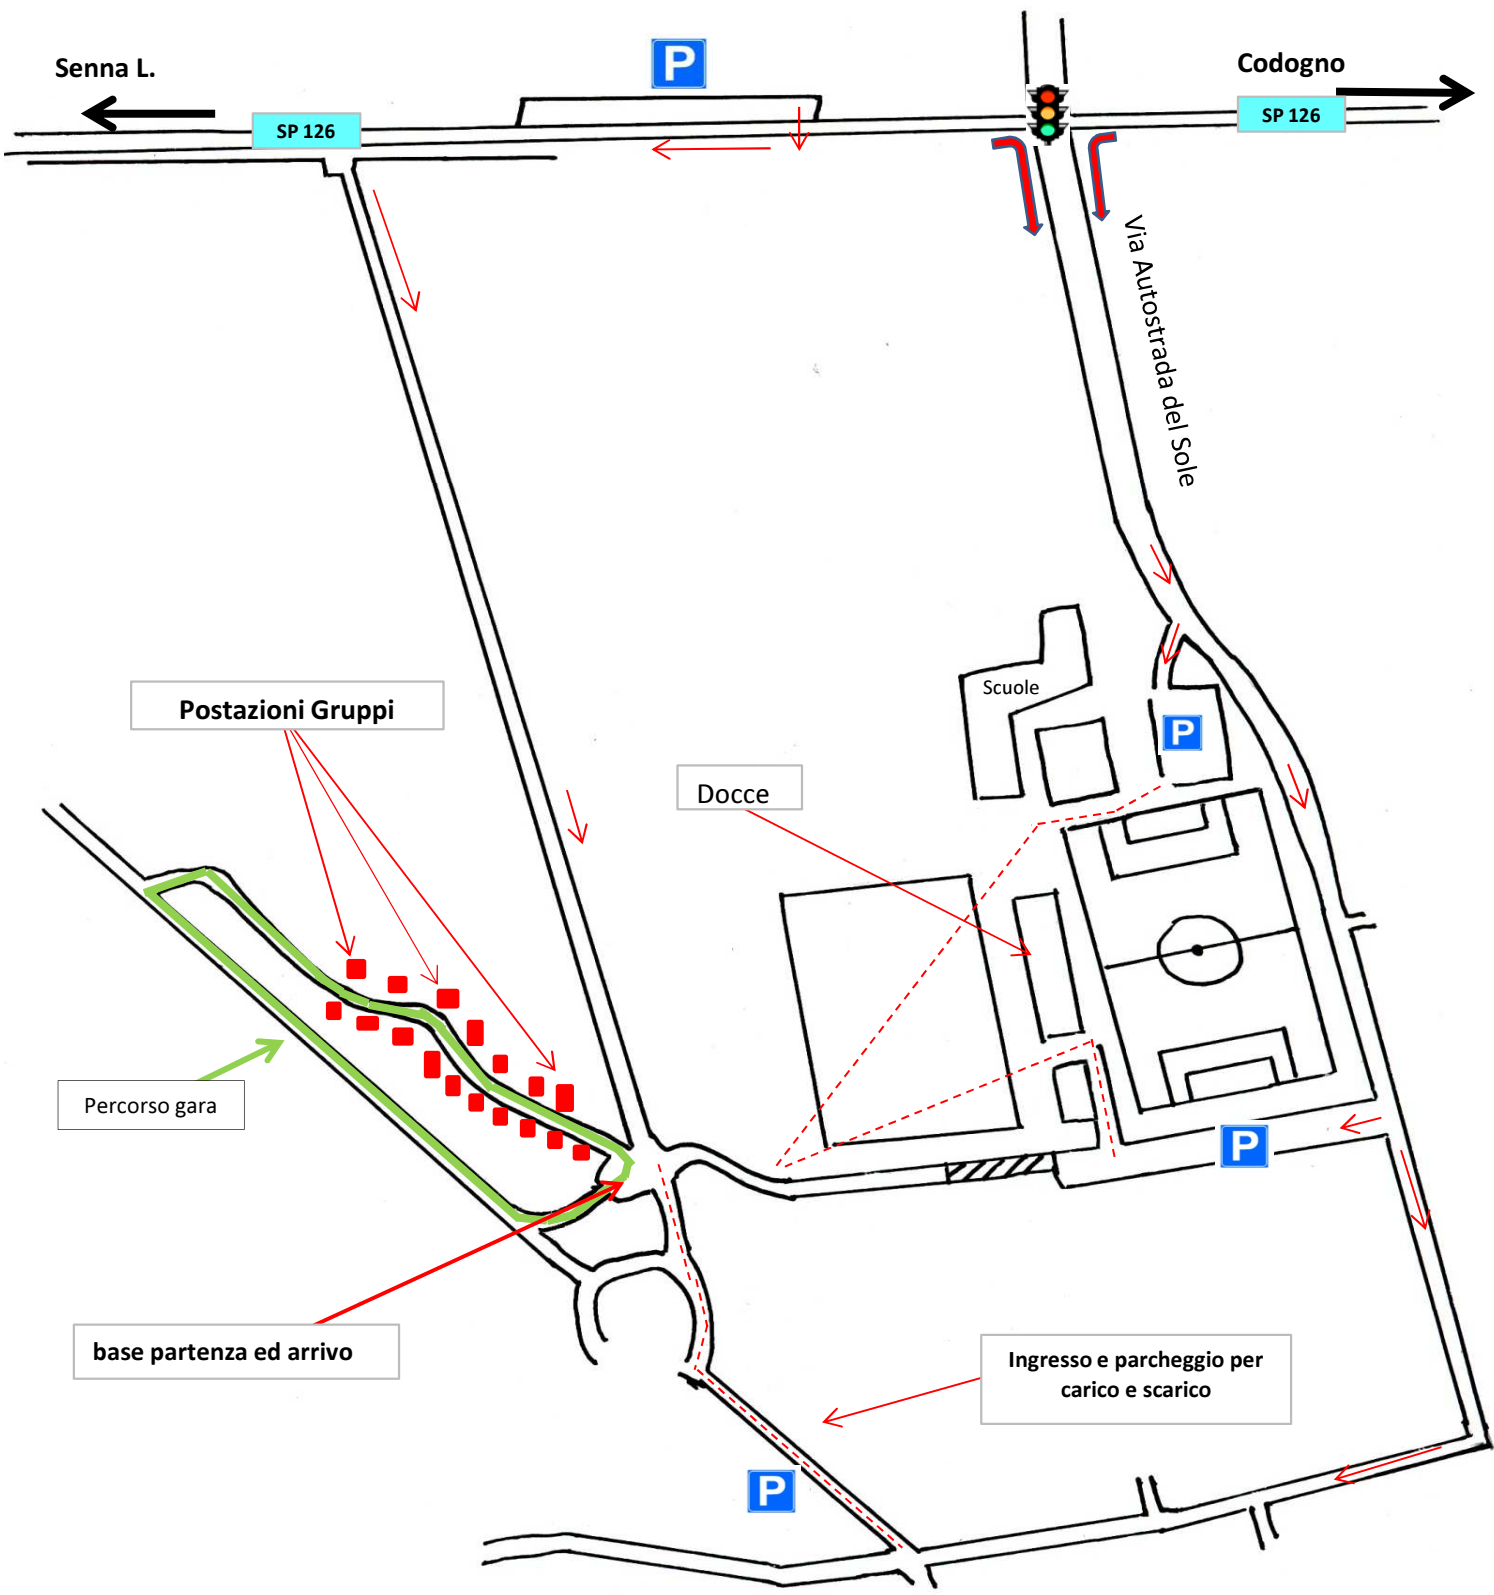 Senna L.
P
Codogno
SP 126
SP 126
Via Autostrada del Sole
Scuole
P
Postazioni Gruppi
Docce
Percorso gara
P
base partenza ed arrivo
Ingresso e parcheggio per
carico e scarico
P